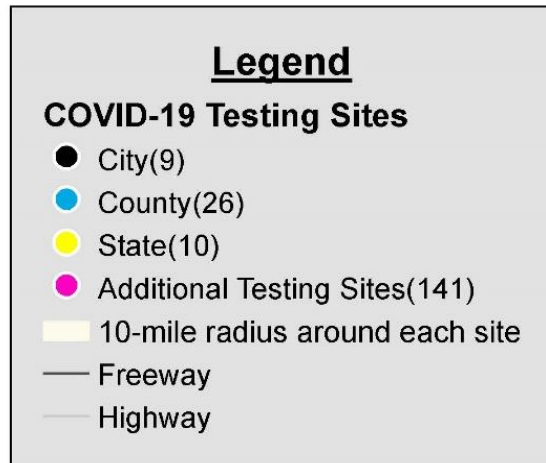 Legend
COVID-19 Testing Sites
City(9)
County(26)
State(10)
Additional Testing Sites(141)
10-mile radius around each site
Freeway
Highway